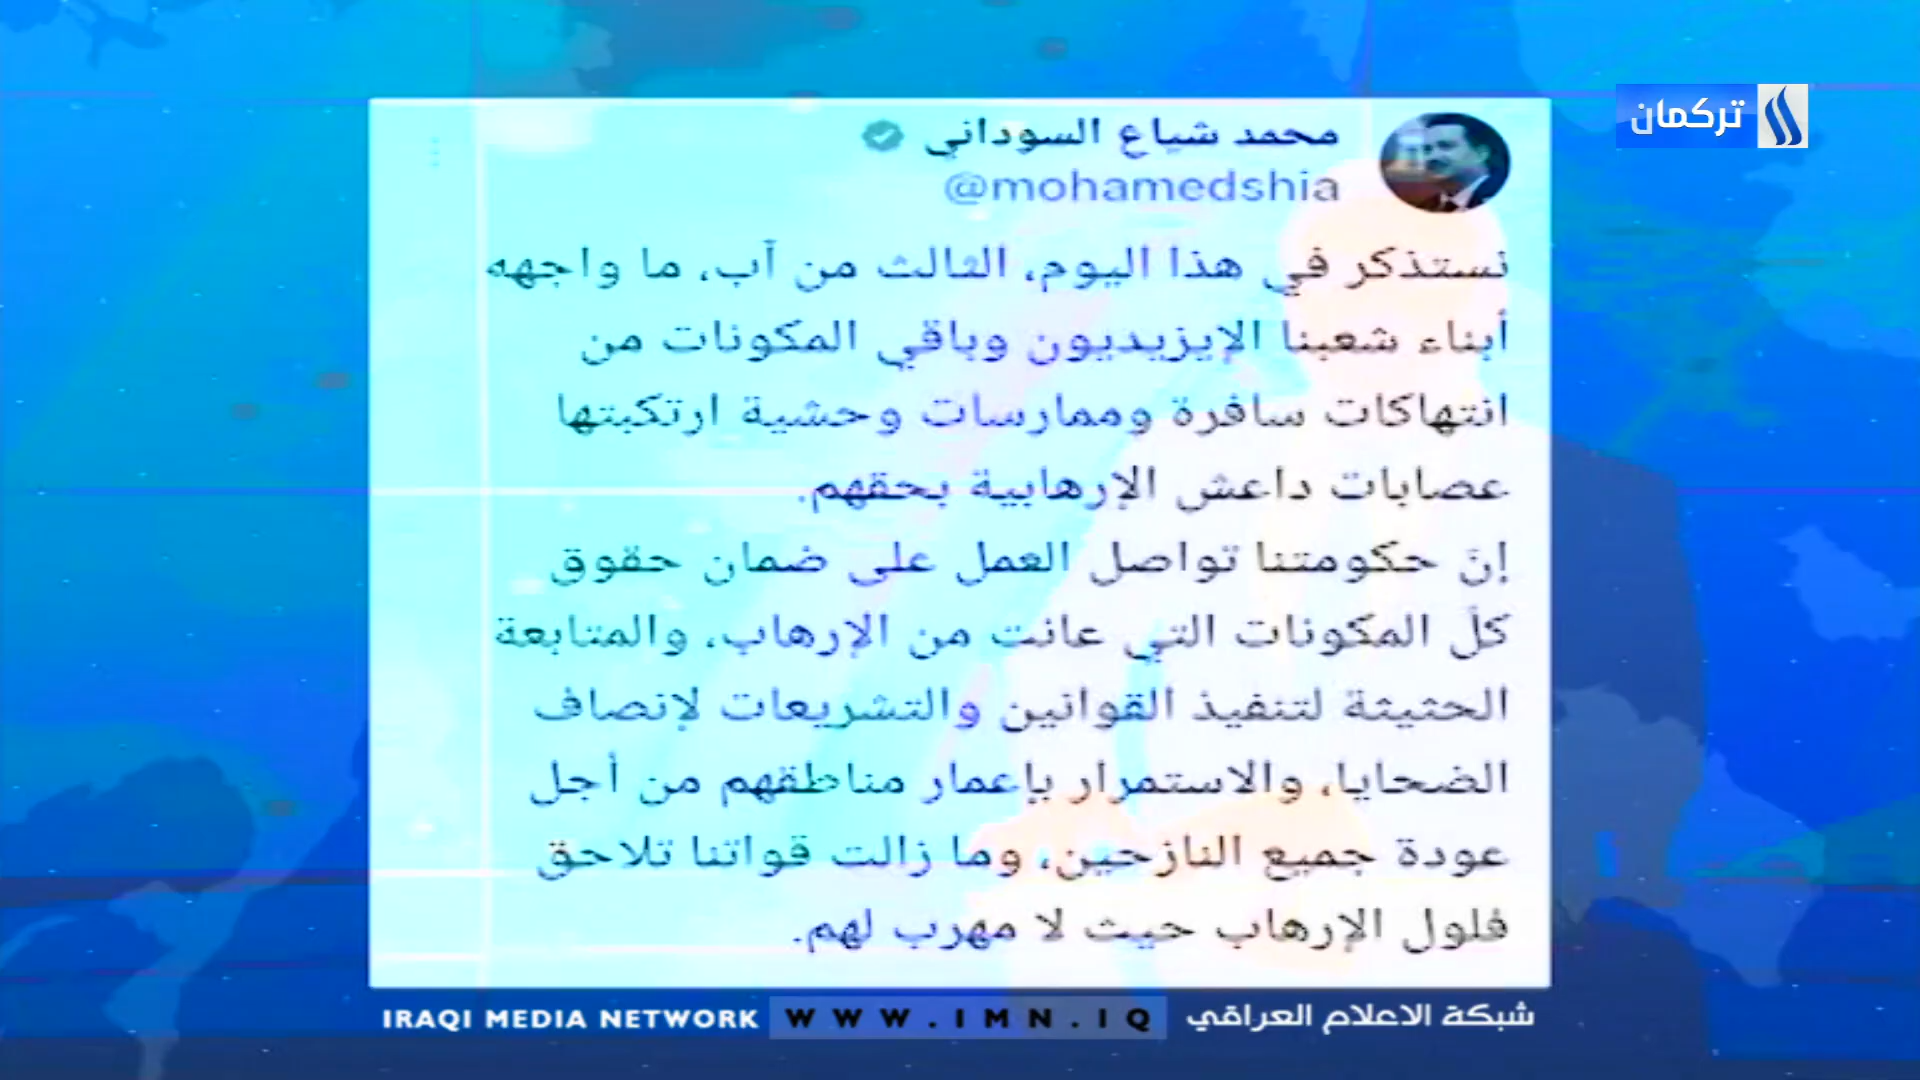 تركمان
محمد شياع السوداني
@mohamedshia
نستذكر في هذا اليوم، الثالث من آب، ما واجهه
أبناء شعبنا الإيزيديون وباقي المكونات من
انتهاكات سافرة وممارسات وحشية ارتكبتها
عصابات داعش الإرهابية بحقهم.
إنّ حكومتنا تواصل العمل على ضمان حقوق
كلّ المكونات التي عانت من الإرهاب، والمتابعة
الحثيثة لتنفيذ القوانين والتشريعات لإنصاف
الضحايا، والاستمرار بإعمار مناطقهم من أجل
عودة جميع النازحين، وما زالت قواتنا تلاحق
فلول الإرهاب حيث لا مهرب لهم.
IRAQI MEDIA NETWORK WWW.IMN.IQ شبكة الاعلام العراقي